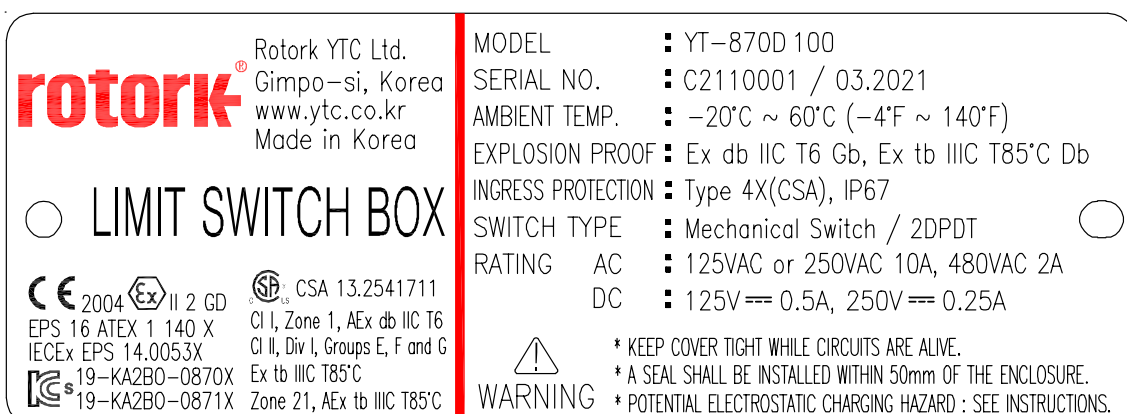 rotork®
Rotork YTC Ltd.
Gimpo-si, Korea
www.ytc.co.kr
Made in Korea
LIMIT SWITCH BOX
CE 2004 Ex II 2 GD
EPS 16 ATEX 1 140 X
IECEx EPS 14.0053X
KCs 19-KA2BO-0870X
19-KA2BO-0871X
SA US CSA 13.2541711
Cl I, Zone 1, AEx db IIC T6
Cl II, Div I, Groups E, F and G
Ex tb IIIC T85°C
Zone 21, AEx tb IIIC T85°C
MODEL : YT-870D 100
SERIAL NO. : C2110001 / 03.2021
AMBIENT TEMP. : -20°C ~ 60°C (-4°F ~ 140°F)
EXPLOSION PROOF : Ex db IIC T6 Gb, Ex tb IIIC T85°C Db
INGRESS PROTECTION : Type 4X(CSA), IP67
SWITCH TYPE : Mechanical Switch / 2DPDT
RATING AC : 125VAC or 250VAC 10A, 480VAC 2A
DC : 125V⎓ 0.5A, 250V⎓ 0.25A
! WARNING
* KEEP COVER TIGHT WHILE CIRCUITS ARE ALIVE.
* A SEAL SHALL BE INSTALLED WITHIN 50mm OF THE ENCLOSURE.
* POTENTIAL ELECTROSTATIC CHARGING HAZARD : SEE INSTRUCTIONS.